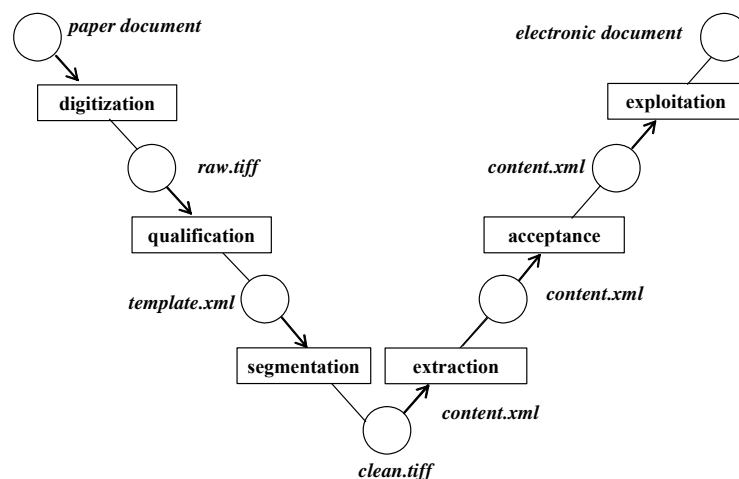 paper document
electronic document
digitization
exploitation
raw.tiff
content.xml
qualification
acceptance
template.xml
content.xml
segmentation
extraction
content.xml
clean.tiff